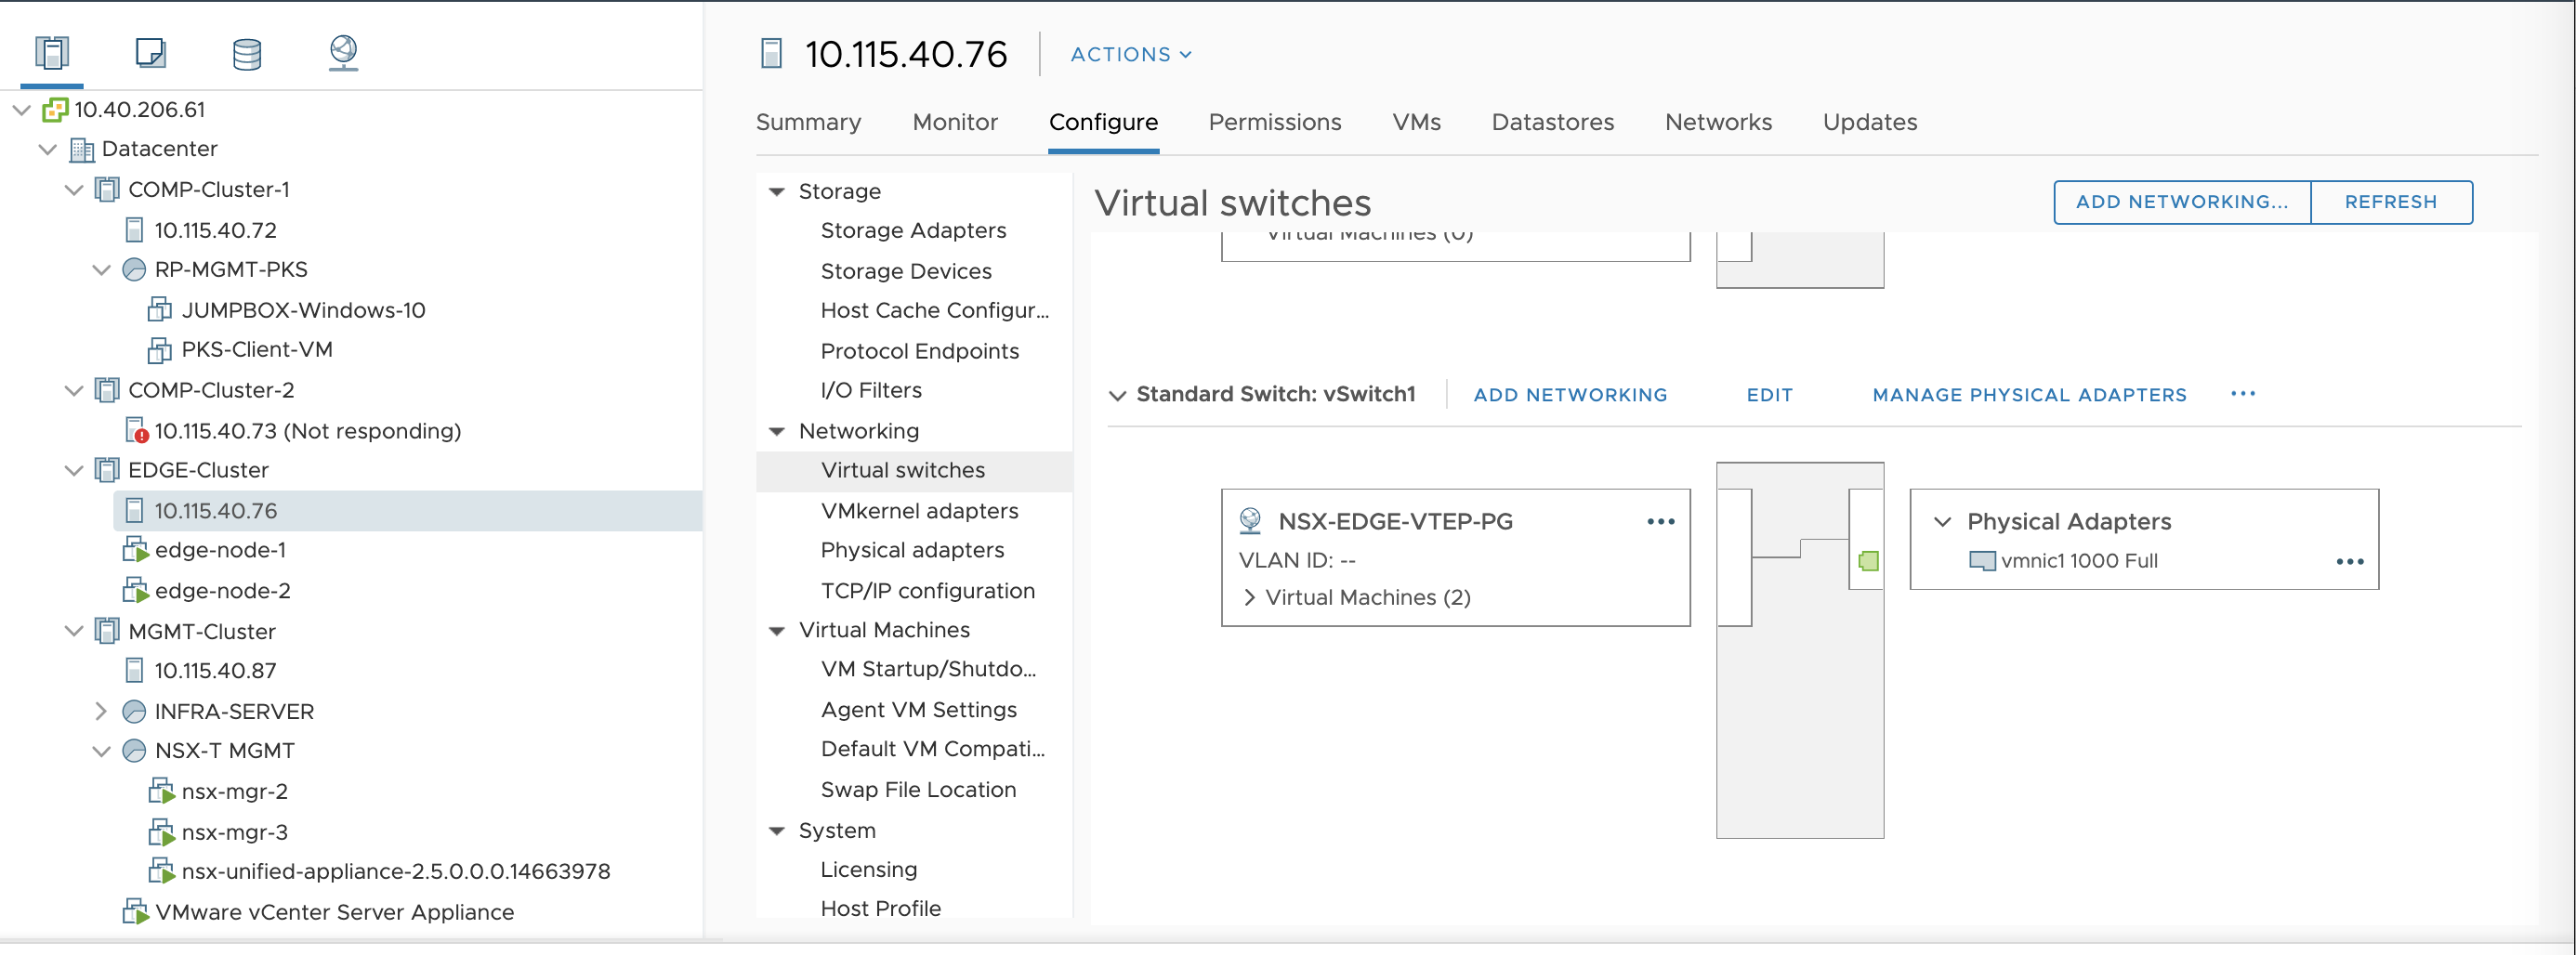 10.40.206.61
Datacenter
COMP-Cluster-1
10.115.40.72
RP-MGMT-PKS
JUMPBOX-Windows-10
PKS-Client-VM
COMP-Cluster-2
10.115.40.73 (Not responding)
EDGE-Cluster
10.115.40.76
edge-node-1
edge-node-2
MGMT-Cluster
10.115.40.87
INFRA-SERVER
NSX-T MGMT
nsx-mgr-2
nsx-mgr-3
nsx-unified-appliance-2.5.0.0.0.14663978
VMware vCenter Server Appliance
10.115.40.76 ACTIONS
Summary Monitor Configure Permissions VMs Datastores Networks Updates
Storage
Storage Adapters
Storage Devices
Host Cache Configur...
Protocol Endpoints
I/O Filters
Networking
Virtual switches
VMkernel adapters
Physical adapters
TCP/IP configuration
Virtual Machines
VM Startup/Shutdo...
Agent VM Settings
Default VM Compati...
Swap File Location
System
Licensing
Host Profile
Virtual switches ADD NETWORKING... REFRESH
Virtual Machines (0)
Standard Switch: vSwitch1 ADD NETWORKING EDIT MANAGE PHYSICAL ADAPTERS ...
NSX-EDGE-VTEP-PG ...
VLAN ID: --
Virtual Machines (2)
Physical Adapters
vmnic1 1000 Full ...